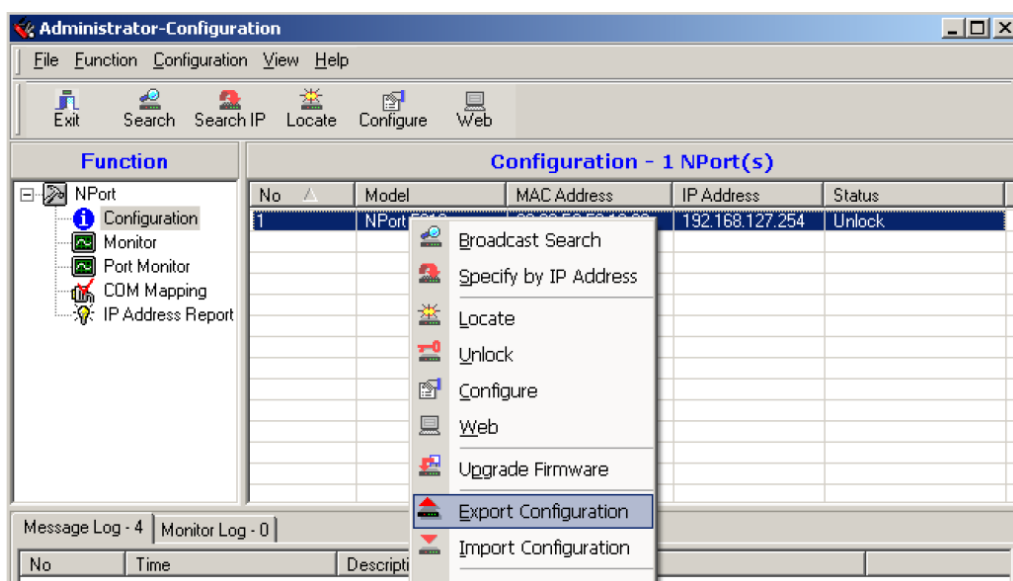 Administrator-Configuration
File Function Configuration View Help
Exit Search Search IP Locate Configure Web
Function
Configuration - 1 NPort(s)
NPort
Configuration
Monitor
Port Monitor
COM Mapping
IP Address Report
No Model MAC Address IP Address Status
1 NPort 192.168.127.254 Unlock
Broadcast Search
Specify by IP Address
Locate
Unlock
Configure
Web
Upgrade Firmware
Export Configuration
Import Configuration
Message Log - 4 Monitor Log - 0
No Time Descripti